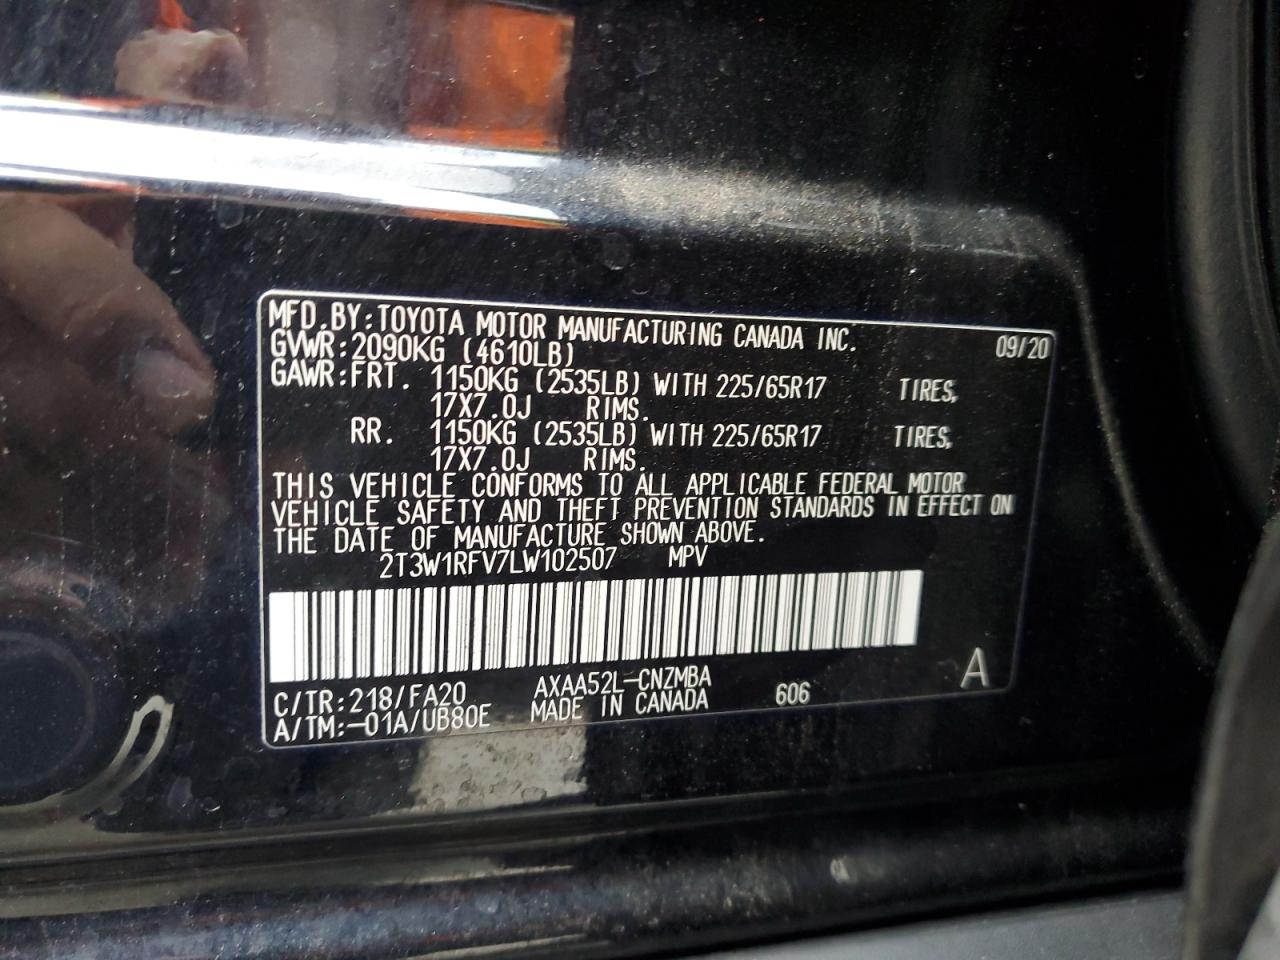 MFD.BY:TOYOTA MOTOR MANUFACTURING CANADA INC. 09/20
GVWR:2090KG (4610LB)
GAWR:FRT. 1150KG (2535LB) WITH 225/65R17 TIRES,
17X7.0J RIMS.
RR. 1150KG (2535LB) WITH 225/65R17 TIRES,
17X7.0J RIMS.
THIS VEHICLE CONFORMS TO ALL APPLICABLE FEDERAL MOTOR
VEHICLE SAFETY AND THEFT PREVENTION STANDARDS IN EFFECT ON
THE DATE OF MANUFACTURE SHOWN ABOVE.
2T3W1RFV7LW102507 MPV
C/TR:218/FA20 AXAA52L-CNZMBA A
A/TM:-01A/UB80E MADE IN CANADA 606